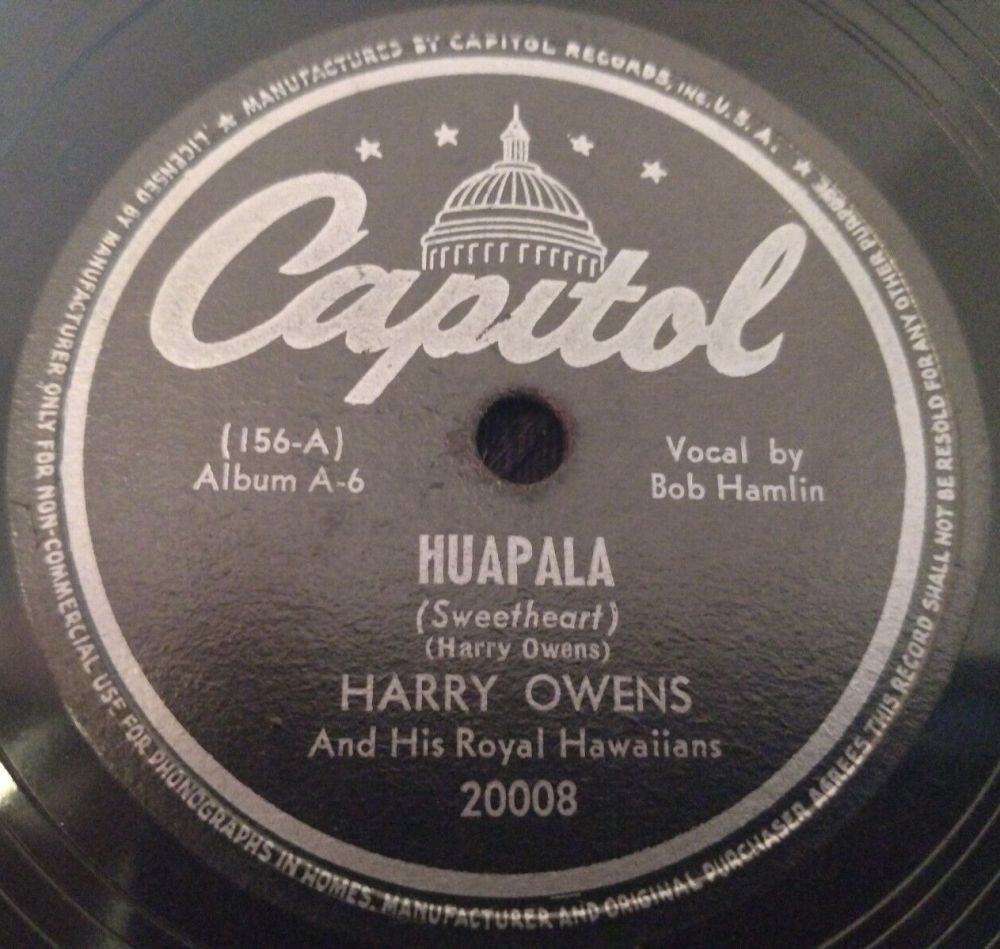 ★ MANUFACTURED BY CAPITOL RECORDS, INC. U.S.A. ★
LICENSED BY MANUFACTURER ONLY FOR NON-COMMERCIAL USE FOR PHONOGRAPHS IN HOMES. MANUFACTURER AND ORIGINAL PURCHASER AGREES THIS RECORD SHALL NOT BE RESOLD FOR ANY OTHER PURPOSE
Capitol
(156-A)
Album A-6
Vocal by
Bob Hamlin
HUAPALA
(Sweetheart)
(Harry Owens)
HARRY OWENS
And His Royal Hawaiians
20008